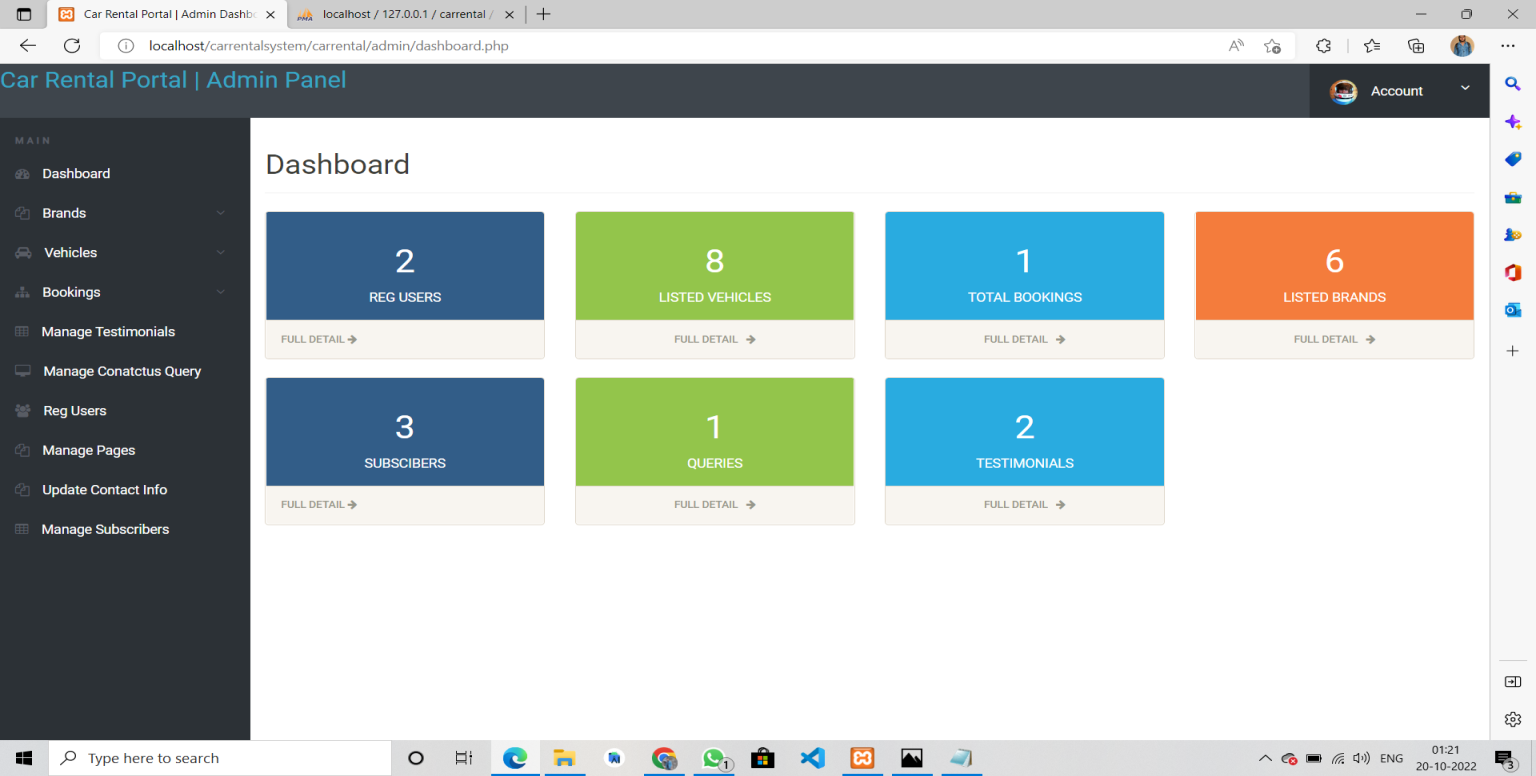 Car Rental Portal | Admin Dashb
localhost / 127.0.0.1 / carrental /
localhost/carrentalsystem/carrental/admin/dashboard.php
Car Rental Portal | Admin Panel
Account
MAIN
Dashboard
Brands
Vehicles
Bookings
Manage Testimonials
Manage Conatctus Query
Reg Users
Manage Pages
Update Contact Info
Manage Subscribers
Dashboard
2
REG USERS
FULL DETAIL
8
LISTED VEHICLES
FULL DETAIL
1
TOTAL BOOKINGS
FULL DETAIL
6
LISTED BRANDS
FULL DETAIL
3
SUBSCIBERS
FULL DETAIL
1
QUERIES
FULL DETAIL
2
TESTIMONIALS
FULL DETAIL
Type here to search
1
ENG
01:21
20-10-2022
3